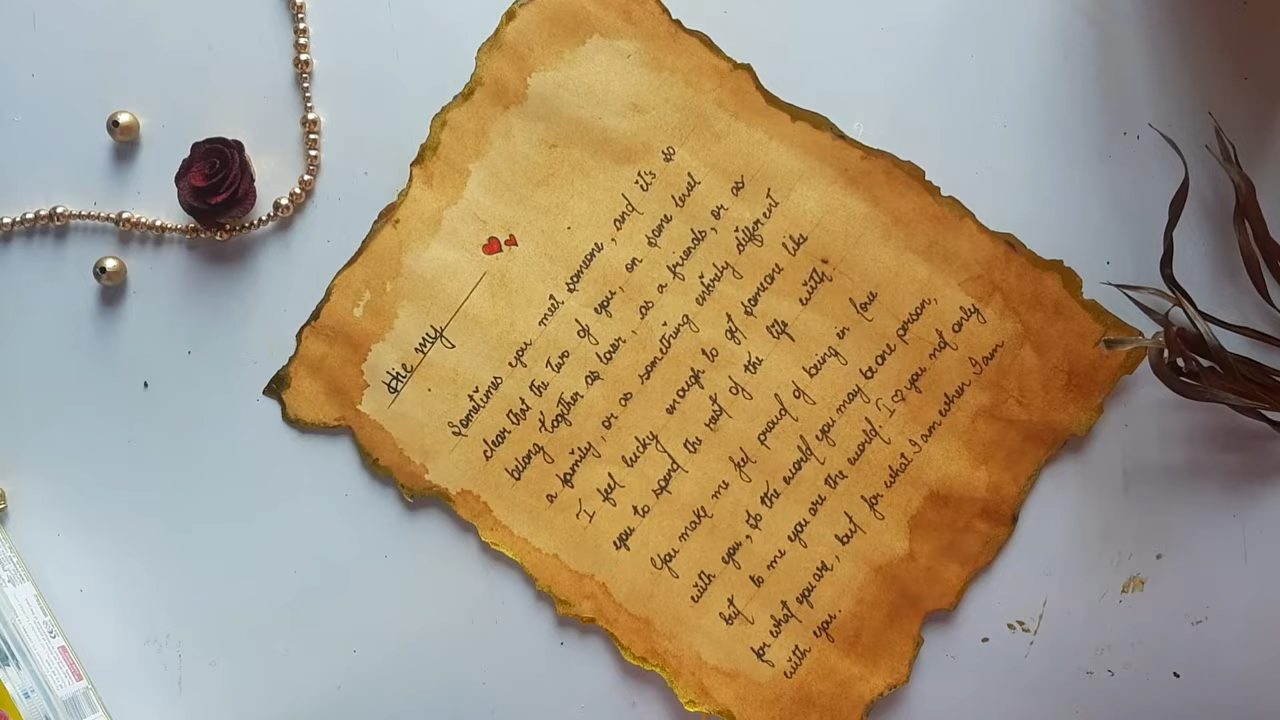 Hie my
Sometimes you meet someone, and it's so
clear that the two of you, on some level
belong together as lover, as a friends, or as
a family, or as something entirely different
I feel lucky enough to get someone like
you to spend the rest of the life with.
You make me feel proud of being in love
with you, to the world you may be one person,
but to me you are the world. I ♡ you not only
for what you are, but for what I am when I am
with you.